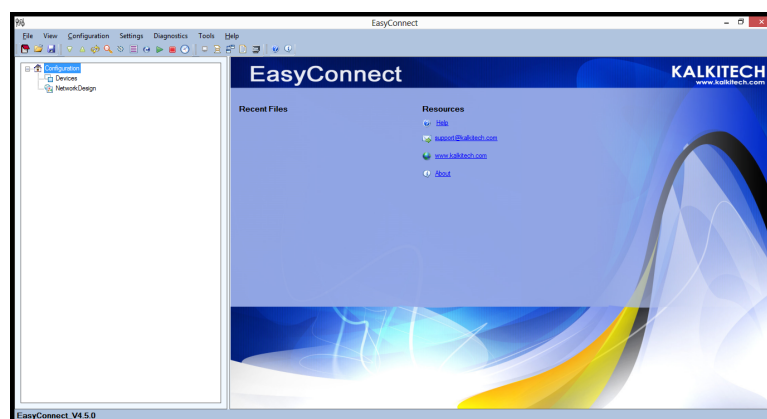 EasyConnect
File View Configuration Settings Diagnostics Tools Help
Configuration
Devices
NetworkDesign
EasyConnect
KALKITECH
www.kalkitech.com
Recent Files
Resources
Help
support@kalkitech.com
www.kalkitech.com
About
EasyConnect_V4.5.0